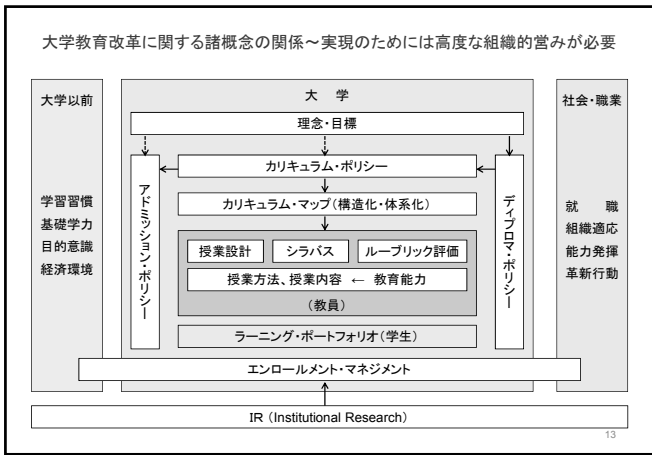 大学教育改革に関する諸概念の関係～実現のためには高度な組織的営みが必要
大学以前
学習習慣
基礎学力
目的意識
経済環境
大　学
理念・目標
アドミッション・ポリシー
カリキュラム・ポリシー
カリキュラム・マップ（構造化・体系化）
授業設計
シラバス
ルーブリック評価
授業方法、授業内容 ← 教育能力
（教員）
ラーニング・ポートフォリオ（学生）
ディプロマ・ポリシー
エンロールメント・マネジメント
社会・職業
就　　職
組織適応
能力発揮
革新行動
IR（Institutional Research）
13